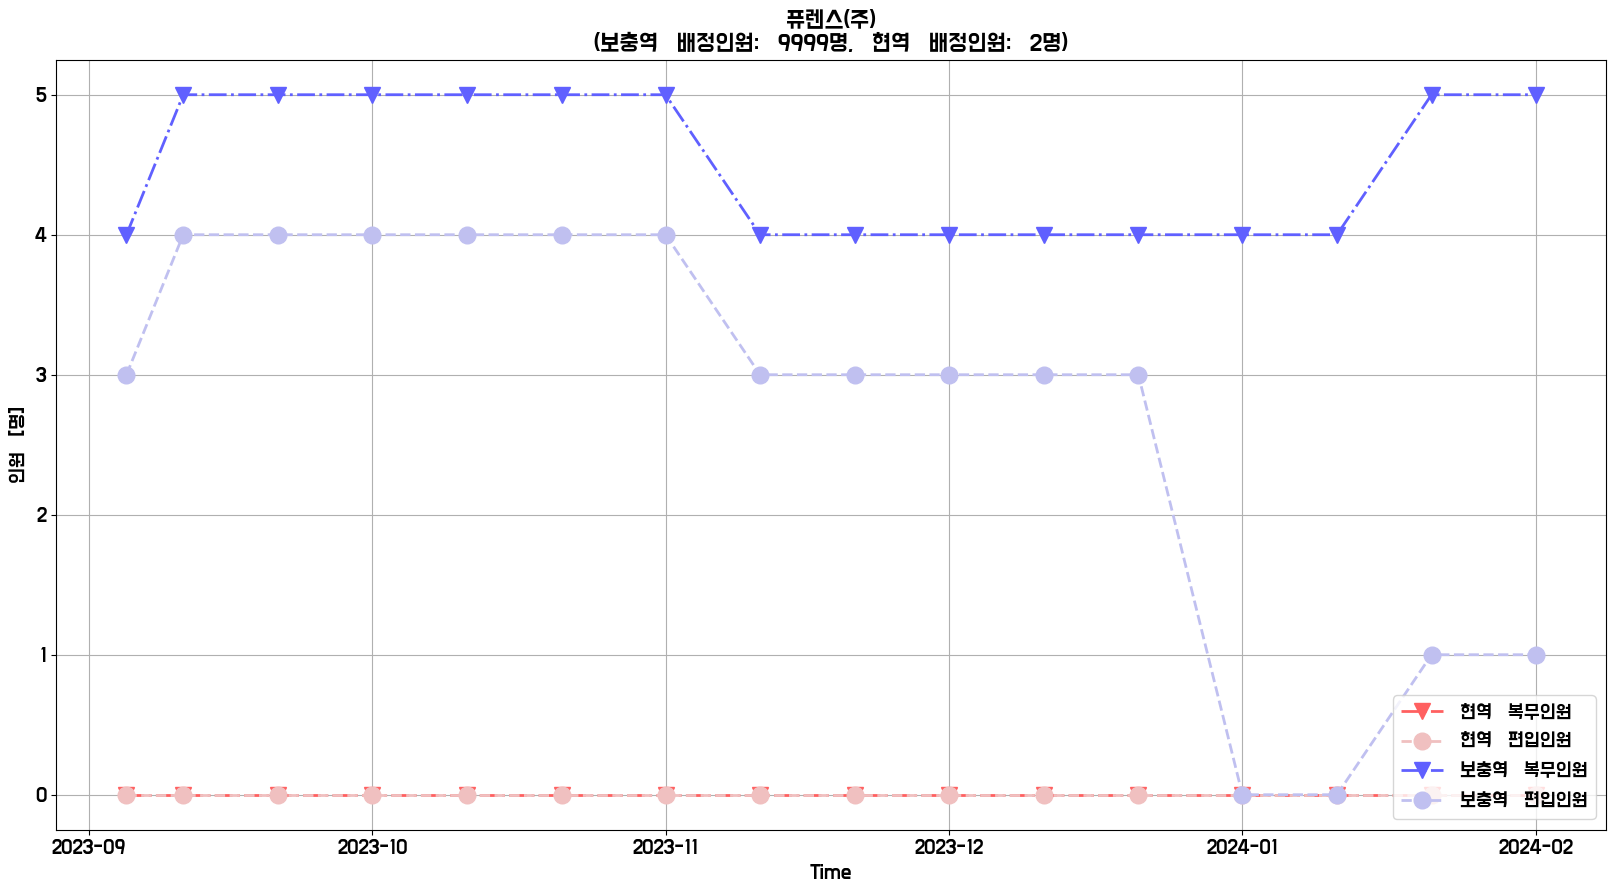 퓨렌스(주)
(보충역 배정인원: 9999명, 현역 배정인원: 2명)
5
4
3
2
1
0
인원 [명]
2023-09 2023-10 2023-11 2023-12 2024-01 2024-02
Time
현역 복무인원
현역 편입인원
보충역 복무인원
보충역 편입인원